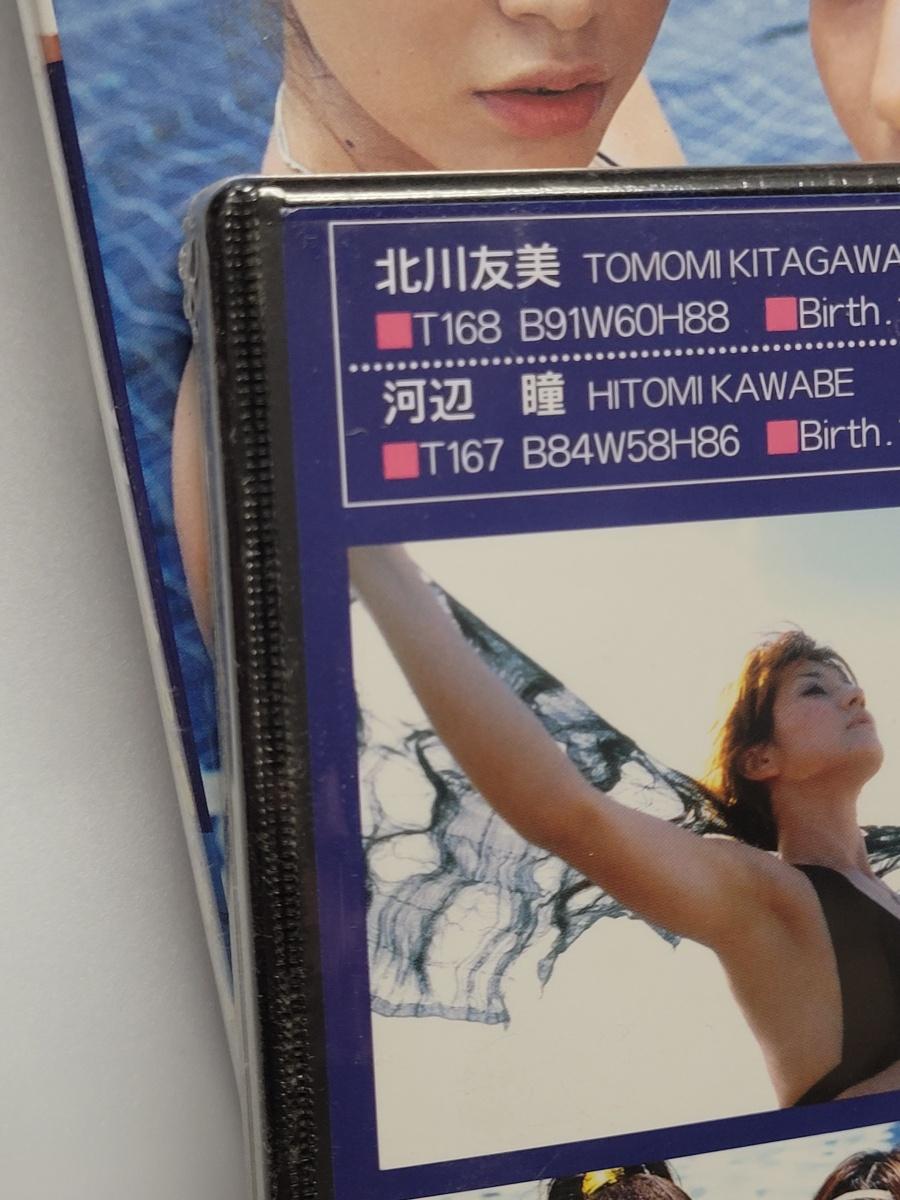 北川友美 TOMOMI KITAGAWA
T168 B91W60H88 Birth.
河辺 瞳 HITOMI KAWABE
T167 B84W58H86 Birth.